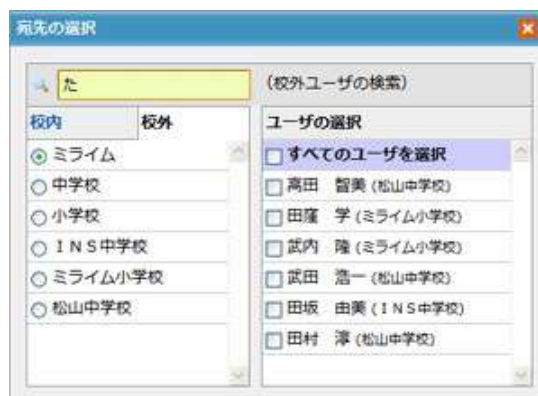 宛先の選択
た
(校外ユーザの検索)
校内 校外
ユーザの選択
ミライム
中学校
小学校
ＩＮＳ中学校
ミライム小学校
松山中学校
すべてのユーザを選択
高田　智美 (松山中学校)
田窪　学 (ミライム小学校)
武内　隆 (ミライム小学校)
武田　浩一 (松山中学校)
田坂　由美 (ＩＮＳ中学校)
田村　淳 (松山中学校)